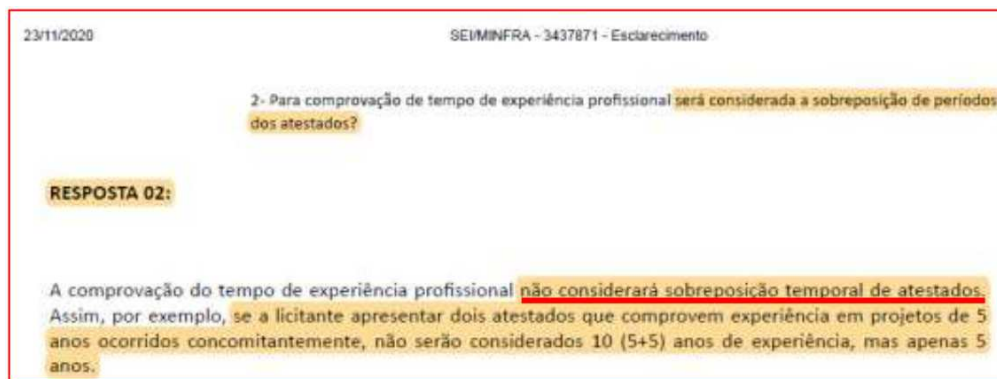 23/11/2020 SEI/MINFRA - 3437871 - Esclarecimento
2- Para comprovação de tempo de experiência profissional será considerada a sobreposição de períodos
dos atestados?
RESPOSTA 02:
A comprovação do tempo de experiência profissional não considerará sobreposição temporal de atestados.
Assim, por exemplo, se a licitante apresentar dois atestados que comprovem experiência em projetos de 5
anos ocorridos concomitantemente, não serão considerados 10 (5+5) anos de experiência, mas apenas 5
anos.